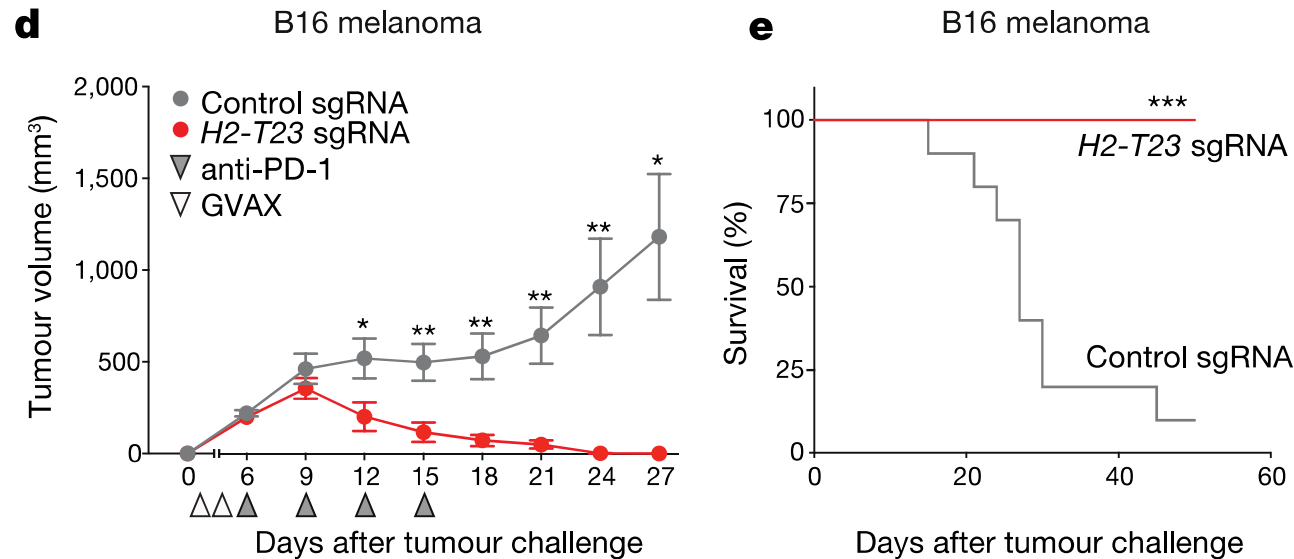 d
B16 melanoma
Tumour volume (mm³)
2,000
1,500
1,000
500
0
Control sgRNA
H2-T23 sgRNA
anti-PD-1
GVAX
*
**
**
**
**
*
0 6 9 12 15 18 21 24 27
Days after tumour challenge
e
B16 melanoma
Survival (%)
100
75
50
25
0
***
H2-T23 sgRNA
Control sgRNA
0 20 40 60
Days after tumour challenge